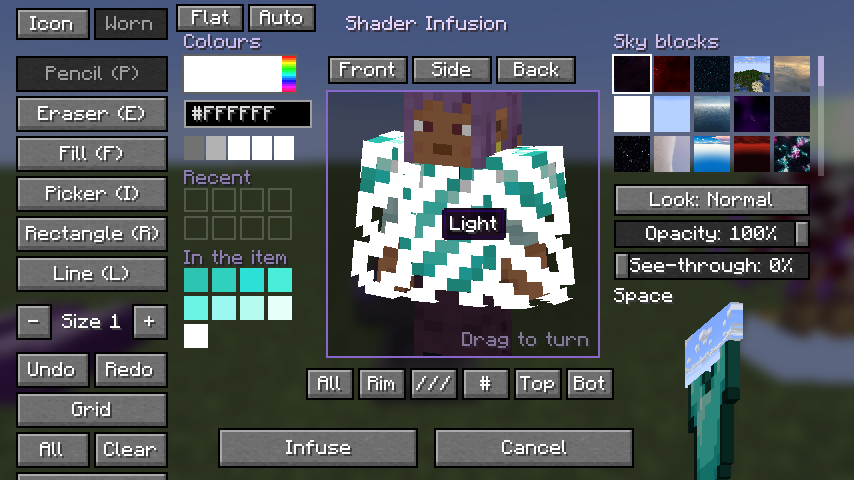 Icon
Worn
Flat
Auto
Shader Infusion
Colours
Sky blocks
Pencil (P)
Front
Side
Back
Eraser (E)
#FFFFFF
Fill (F)
Recent
Picker (I)
Look: Normal
Rectangle (R)
Light
Opacity: 100%
In the item
Line (L)
See-through: 0%
Space
-
Size 1
+
Drag to turn
Undo
Redo
All
Rim
///
#
Top
Bot
Grid
All
Clear
Infuse
Cancel